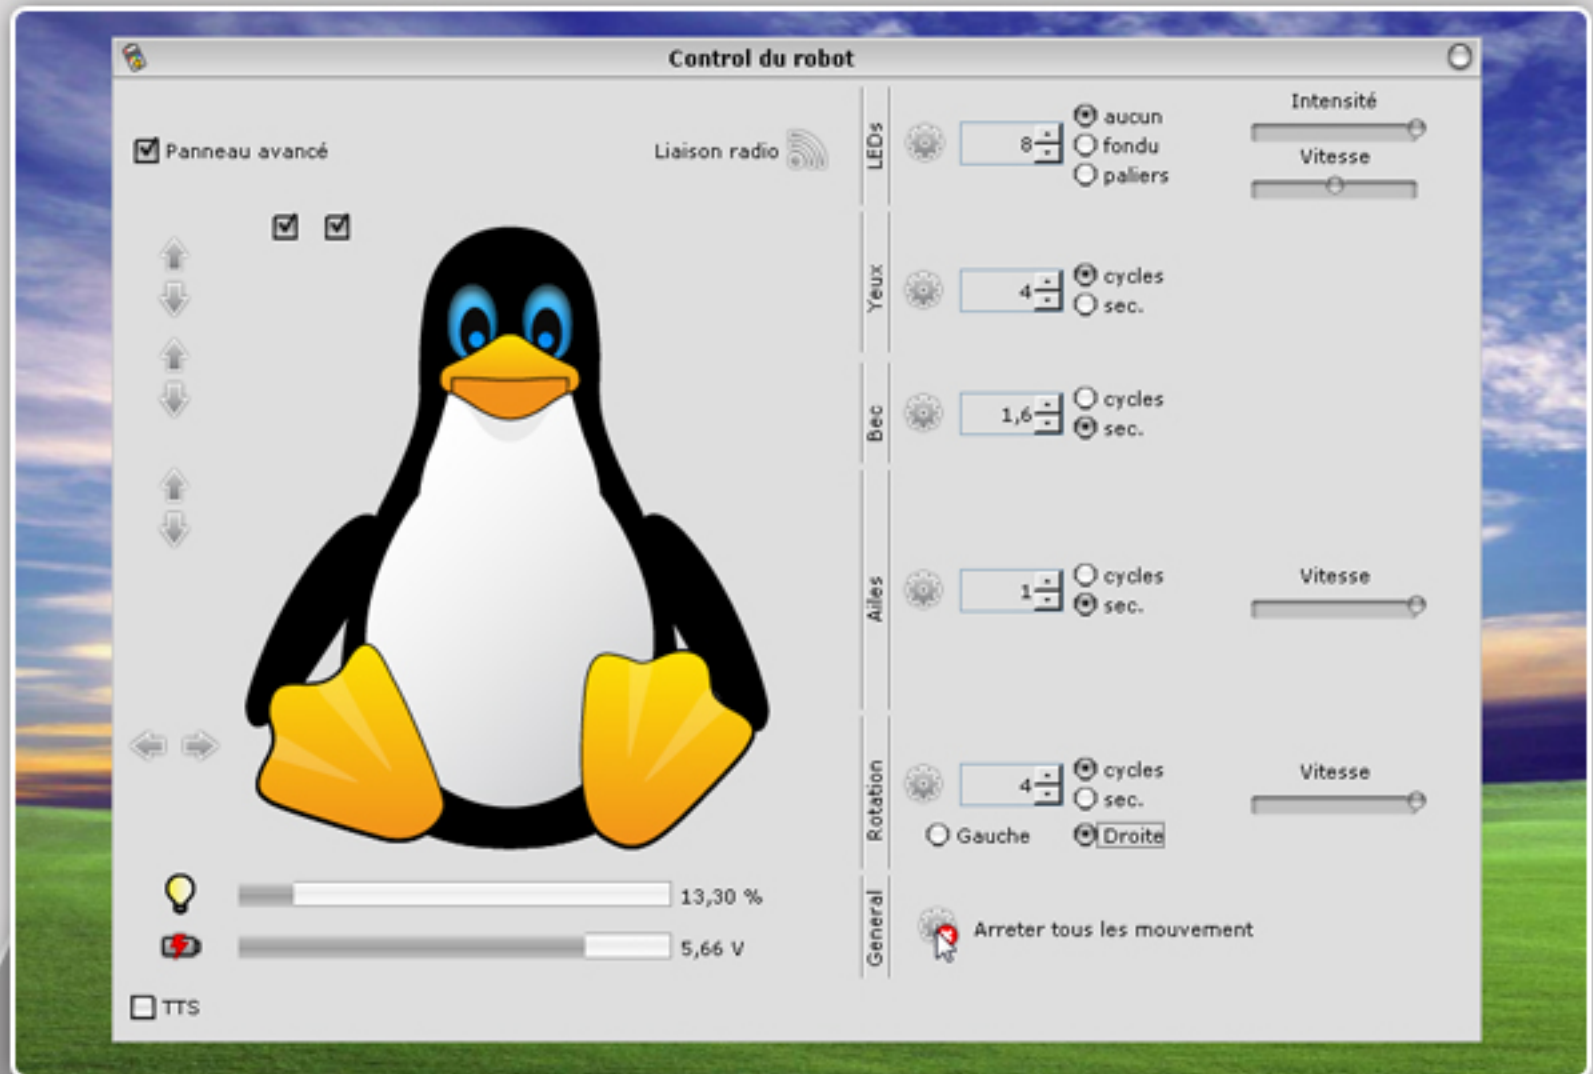 Control du robot
Panneau avancé
Liaison radio
LEDs
8
aucun
fondu
paliers
Intensité
Vitesse
Yeux
4
cycles
sec.
Bec
1,6
cycles
sec.
Ailes
1
cycles
sec.
Vitesse
Rotation
4
cycles
sec.
Vitesse
Gauche
Droite
13,30 %
5,66 V
General
Arreter tous les mouvement
TTS